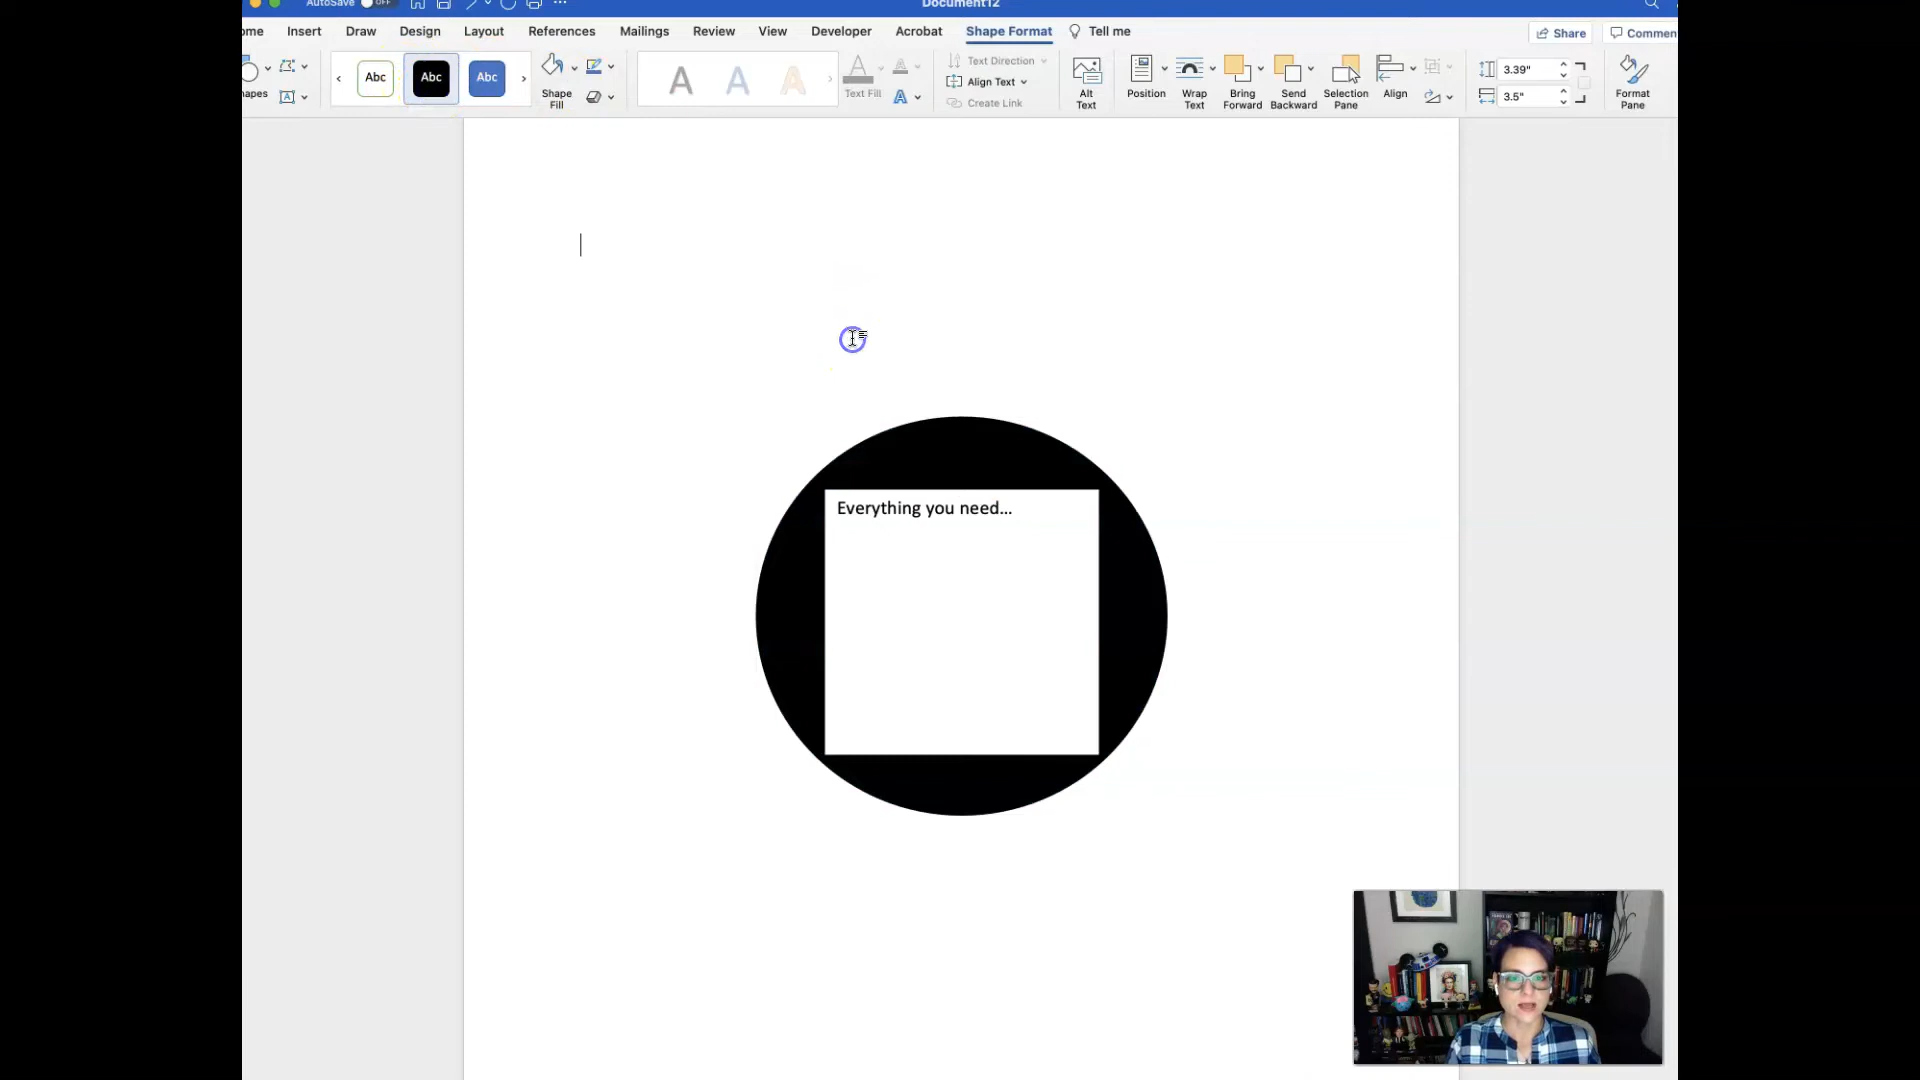 AutoSave OFF
Document12
ome Insert Draw Design Layout References Mailings Review View Developer Acrobat Shape Format Tell me
Share Commen
hapes
Abc Abc Abc
Shape Fill
A A A
Text Fill
A
Text Direction
Align Text
Create Link
Alt Text
Position
Wrap Text
Bring Forward
Send Backward
Selection Pane
Align
3.39"
3.5"
Format Pane
Everything you need...